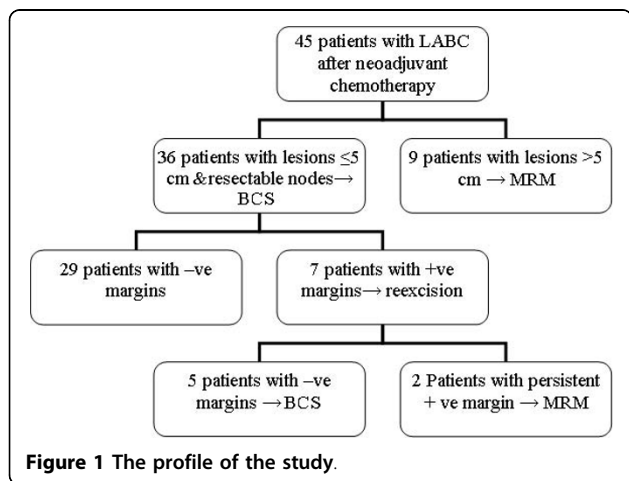 45 patients with LABC
after neoadjuvant
chemotherapy
36 patients with lesions ≤5
cm &resectable nodes→
BCS
9 patients with lesions >5
cm → MRM
29 patients with –ve
margins
7 patients with +ve
margins→ reexcision
5 patients with –ve
margins →BCS
2 Patients with persistent
+ ve margin → MRM
Figure 1 The profile of the study.